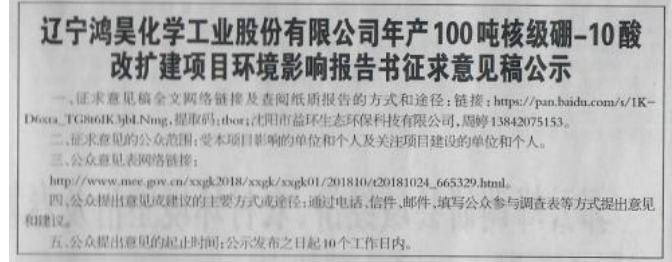 辽宁鸿昊化学工业股份有限公司年产100吨核级硼-10酸
改扩建项目环境影响报告书征求意见稿公示
一、征求意见稿全文网络链接及查阅纸质报告的方式和途径:链接:https://pan.baidu.com/s/1K-
提取码:tbor;沈阳市益环生态环保科技有限公司,周婷13842075153。
二、征求意见的公众范围:受本项目影响的单位和个人及关注项目建设的单位和个人。
三、公众意见表网络链接:
http://www.mee.gov.cn/xxgk2018/xxgk/xxgk01/201810/t20181024_665329.html。
四、公众提出意见或建议的主要方式或途径:通过电话、信件、邮件、填写公众参与调查表等方式提出意见
和建议。
五、公众提出意见的起止时间:公示发布之日起10个工作日内。